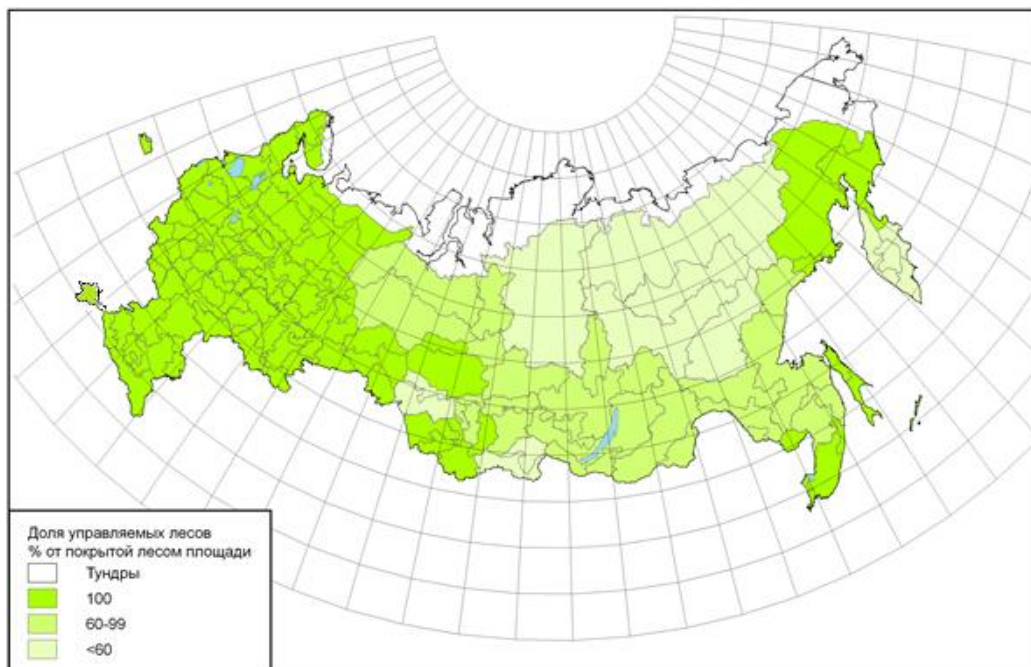 Доля управляемых лесов
% от покрытой лесом площади
Тундры
100
60-99
<60